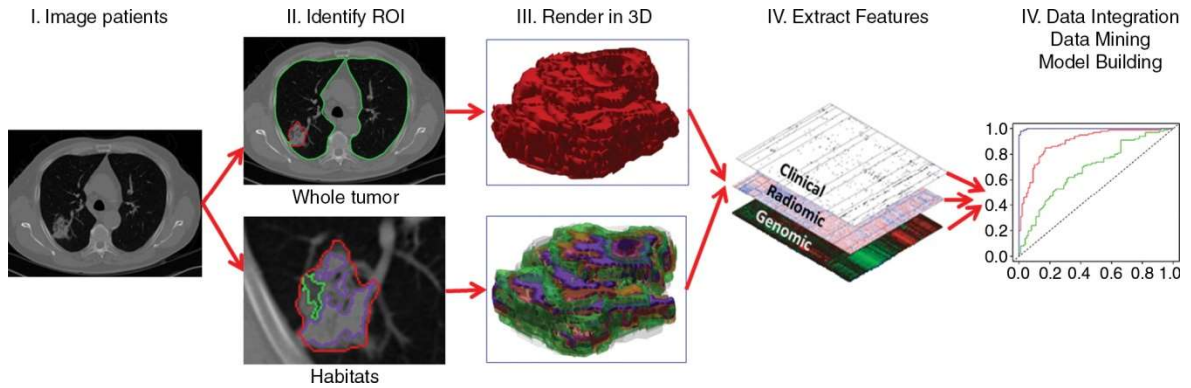 I. Image patients
II. Identify ROI
III. Render in 3D
IV. Extract Features
IV. Data Integration
Data Mining
Model Building
Whole tumor
Habitats
Clinical
Radiomic
Genomic
1.0
0.8
0.6
0.4
0.2
0.0
0.0 0.2 0.4 0.6 0.8 1.0